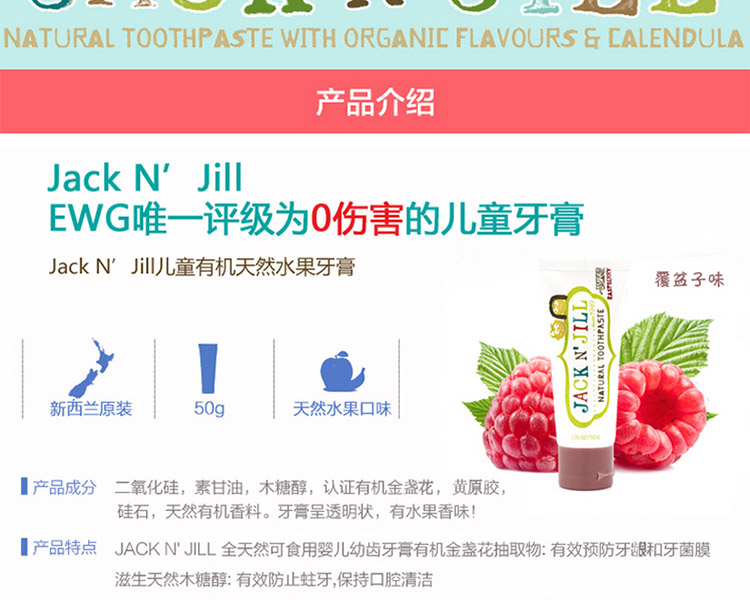 JACK N' JILL
NATURAL TOOTHPASTE WITH ORGANIC FLAVOURS & CALENDULA
产品介绍
Jack N' Jill
EWG唯一评级为0伤害的儿童牙膏
Jack N' Jill儿童有机天然水果牙膏
覆盆子味
JACK N' JILL
NATURAL TOOTHPASTE
RASPBERRY
新西兰原装
50g
天然水果口味
产品成分 二氧化硅，素甘油，木糖醇，认证有机金盏花，黄原胶，
硅石，天然有机香料。牙膏呈透明状，有水果香味！
产品特点 JACK N' JILL 全天然可食用婴儿幼齿牙膏有机金盏花抽取物: 有效预防牙龈和牙菌膜
滋生天然木糖醇: 有效防止蛀牙,保持口腔清洁